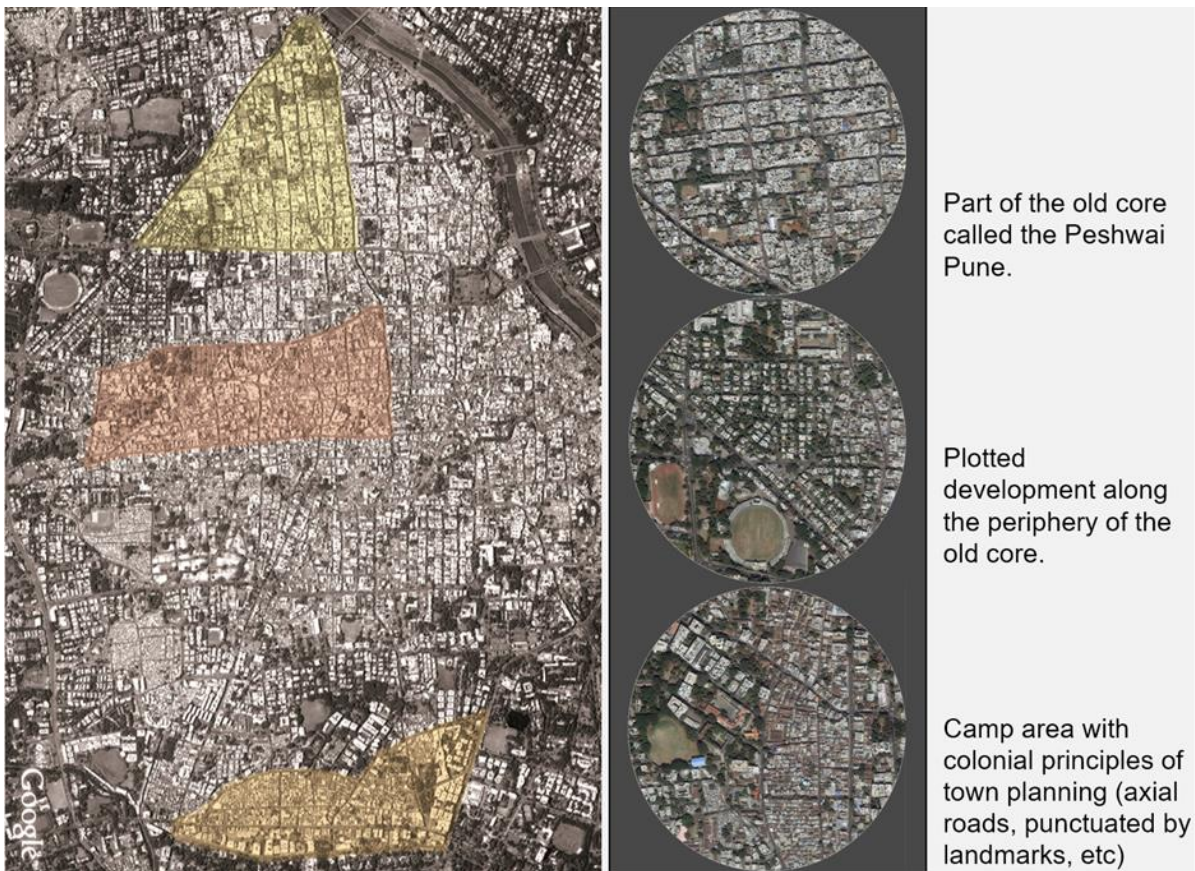 Part of the old core
called the Peshwai
Pune.
Plotted
development along
the periphery of the
old core.
Camp area with
colonial principles of
town planning (axial
roads, punctuated by
landmarks, etc)
Google